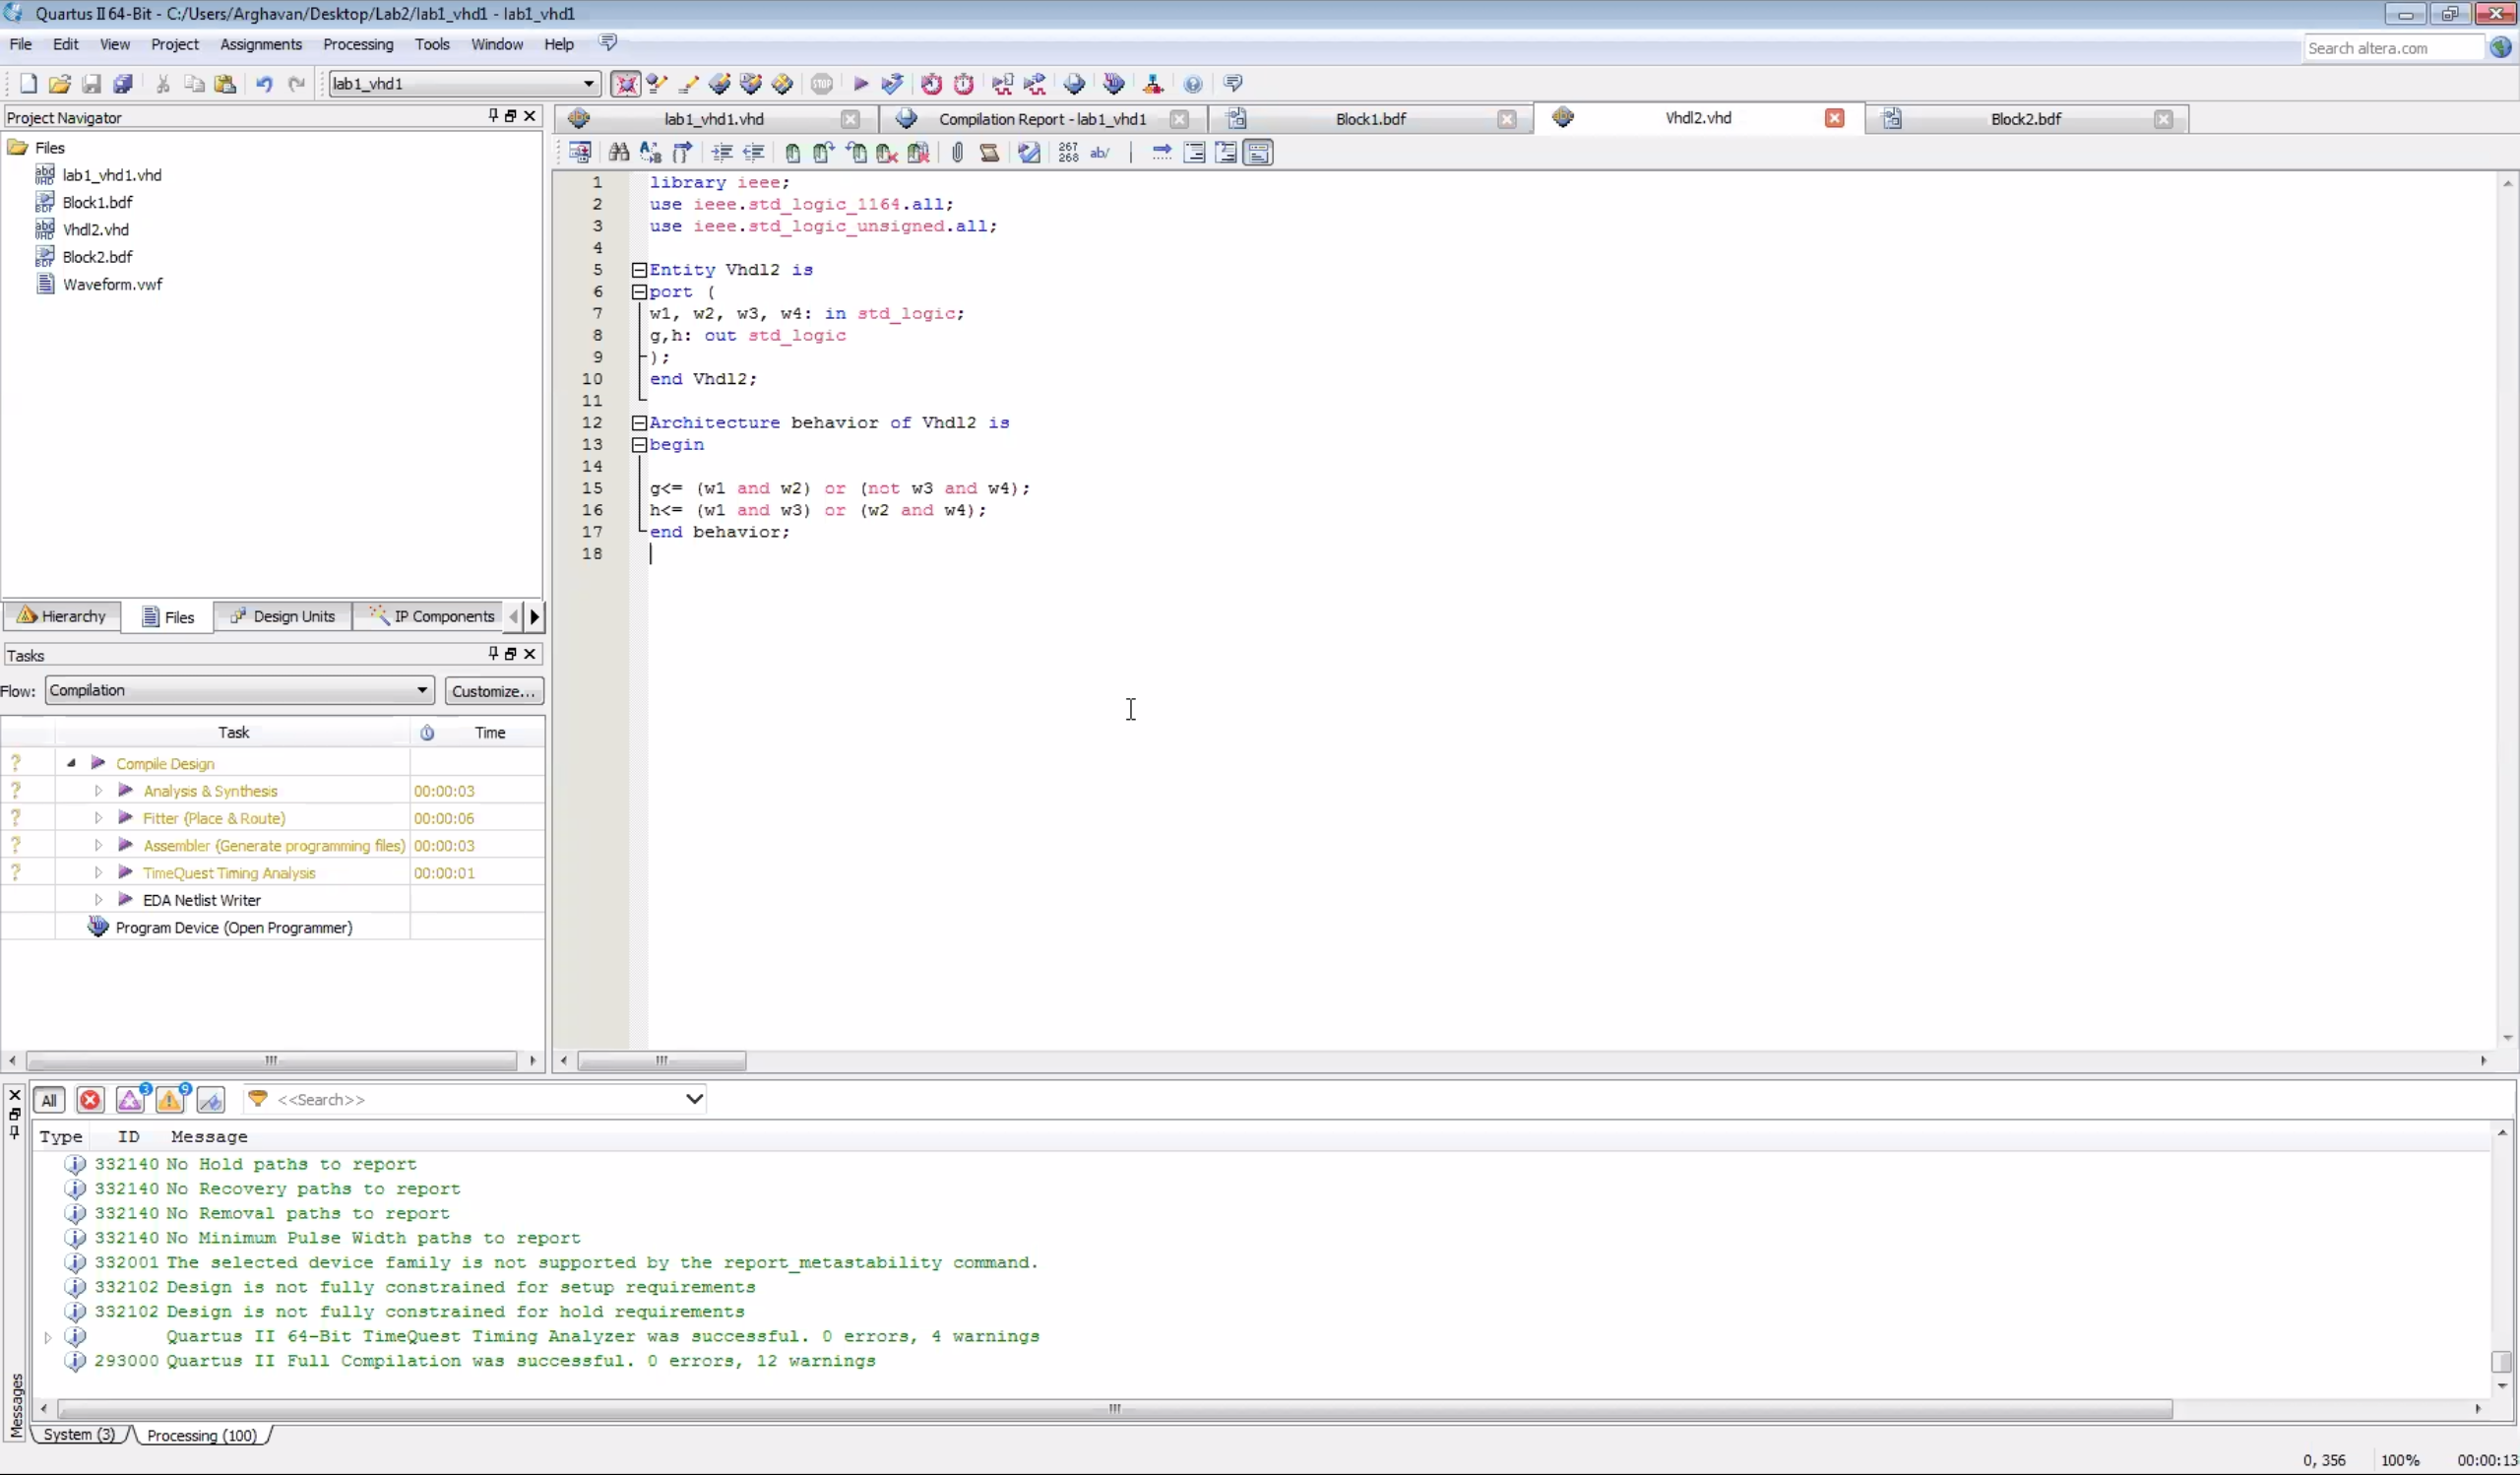 Quartus II 64-Bit - C:/Users/Arghavan/Desktop/Lab2/lab1_vhd1 - lab1_vhd1
File Edit View Project Assignments Processing Tools Window Help
Search altera.com
lab1_vhd1
STOP
Project Navigator
lab1_vhd1.vhd
Compilation Report - lab1_vhd1
Block1.bdf
Vhdl2.vhd
Block2.bdf
267
268
ab/
Files
lab1_vhd1.vhd
Block1.bdf
Vhdl2.vhd
Block2.bdf
Waveform.vwf
1 library ieee;
2 use ieee.std_logic_1164.all;
3 use ieee.std_logic_unsigned.all;
4
5 Entity Vhdl2 is
6 port (
7 w1, w2, w3, w4: in std_logic;
8 g,h: out std_logic
9 );
10 end Vhdl2;
11
12 Architecture behavior of Vhdl2 is
13 begin
14
15 g<= (w1 and w2) or (not w3 and w4);
16 h<= (w1 and w3) or (w2 and w4);
17 end behavior;
18
Hierarchy Files Design Units IP Components
Tasks
Flow: Compilation Customize...
Task Time
? Compile Design
? Analysis & Synthesis 00:00:03
? Fitter (Place & Route) 00:00:06
? Assembler (Generate programming files) 00:00:03
? TimeQuest Timing Analysis 00:00:01
EDA Netlist Writer
Program Device (Open Programmer)
All 3 9 <<Search>>
Type ID Message
332140 No Hold paths to report
332140 No Recovery paths to report
332140 No Removal paths to report
332140 No Minimum Pulse Width paths to report
332001 The selected device family is not supported by the report_metastability command.
332102 Design is not fully constrained for setup requirements
332102 Design is not fully constrained for hold requirements
Quartus II 64-Bit TimeQuest Timing Analyzer was successful. 0 errors, 4 warnings
293000 Quartus II Full Compilation was successful. 0 errors, 12 warnings
Messages
System (3) Processing (100)
0, 356 100% 00:00:13